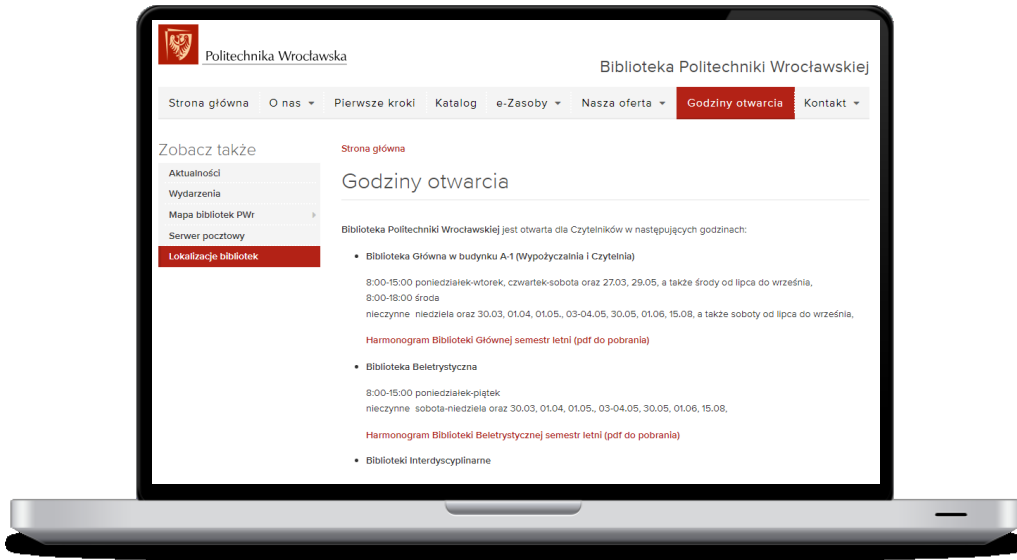 Politechnika Wrocławska
Biblioteka Politechniki Wrocławskiej
Strona główna O nas Pierwsze kroki Katalog e-Zasoby Nasza oferta Godziny otwarcia Kontakt
Zobacz także
Aktualności
Wydarzenia
Mapa bibliotek PWr
Serwer pocztowy
Lokalizacje bibliotek
Strona główna
Godziny otwarcia
Biblioteka Politechniki Wrocławskiej jest otwarta dla Czytelników w następujących godzinach:
• Biblioteka Główna w budynku A-1 (Wypożyczalnia i Czytelnia)
8:00-15:00 poniedziałek-wtorek, czwartek-sobota oraz 27.03, 29.05, a także środy od lipca do września,
8:00-18:00 środa
nieczynne niedziela oraz 30.03, 01.04, 01.05., 03-04.05, 30.05, 01.06, 15.08, a także soboty od lipca do września,
Harmonogram Biblioteki Głównej semestr letni (pdf do pobrania)
• Biblioteka Beletrystyczna
8:00-15:00 poniedziałek-piątek
nieczynne sobota-niedziela oraz 30.03, 01.04, 01.05., 03-04.05, 30.05, 01.06, 15.08,
Harmonogram Biblioteki Beletrystycznej semestr letni (pdf do pobrania)
• Biblioteki Interdyscyplinarne